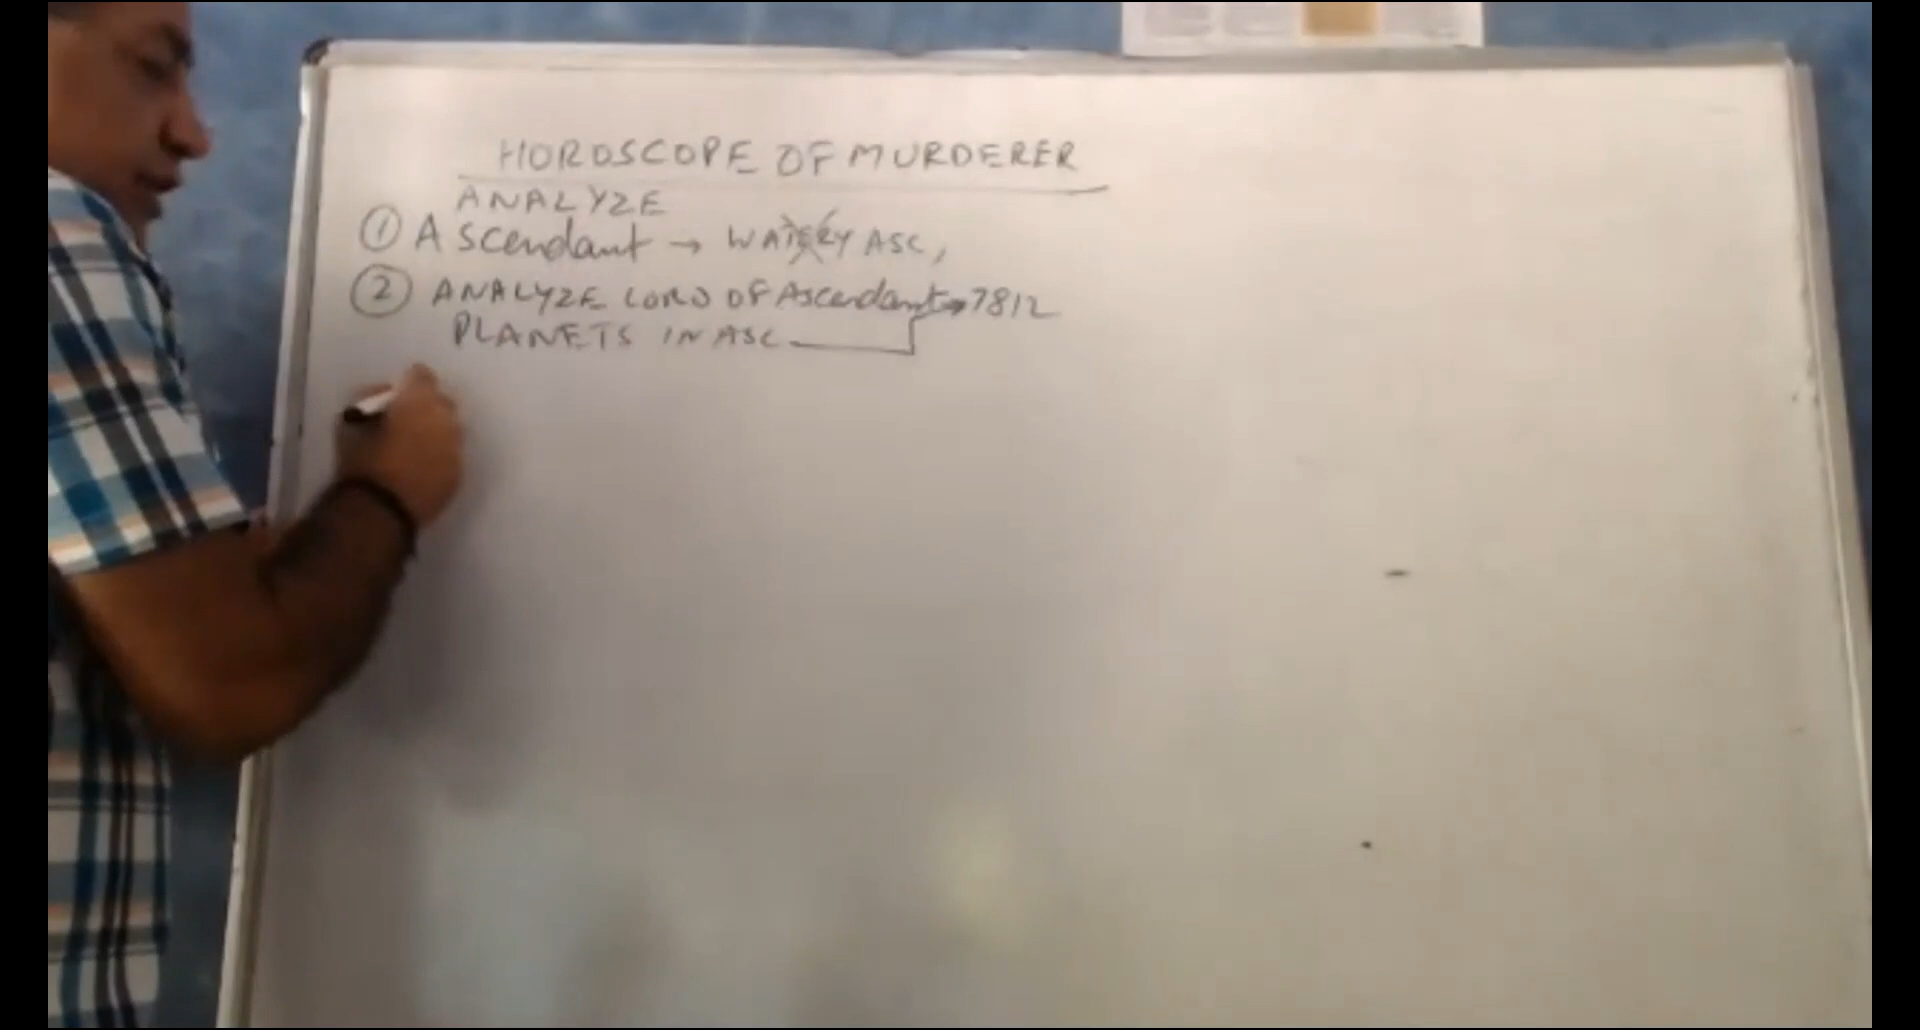 HOROSCOPE OF MURDERER
ANALYZE
① Ascendant → WATERY ASC,
② ANALYZE LORD OF Ascendant → 7812
PLANETS IN ASC